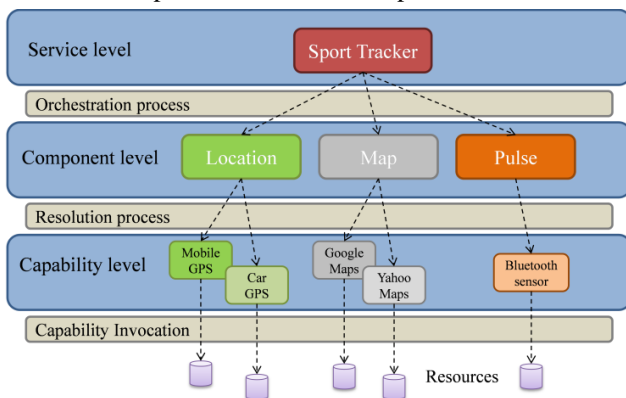 Service level
Sport Tracker
Orchestration process
Component level
Location
Map
Pulse
Resolution process
Capability level
Mobile
GPS
Car
GPS
Google
Maps
Yahoo
Maps
Bluetooth
sensor
Capability Invocation
Resources